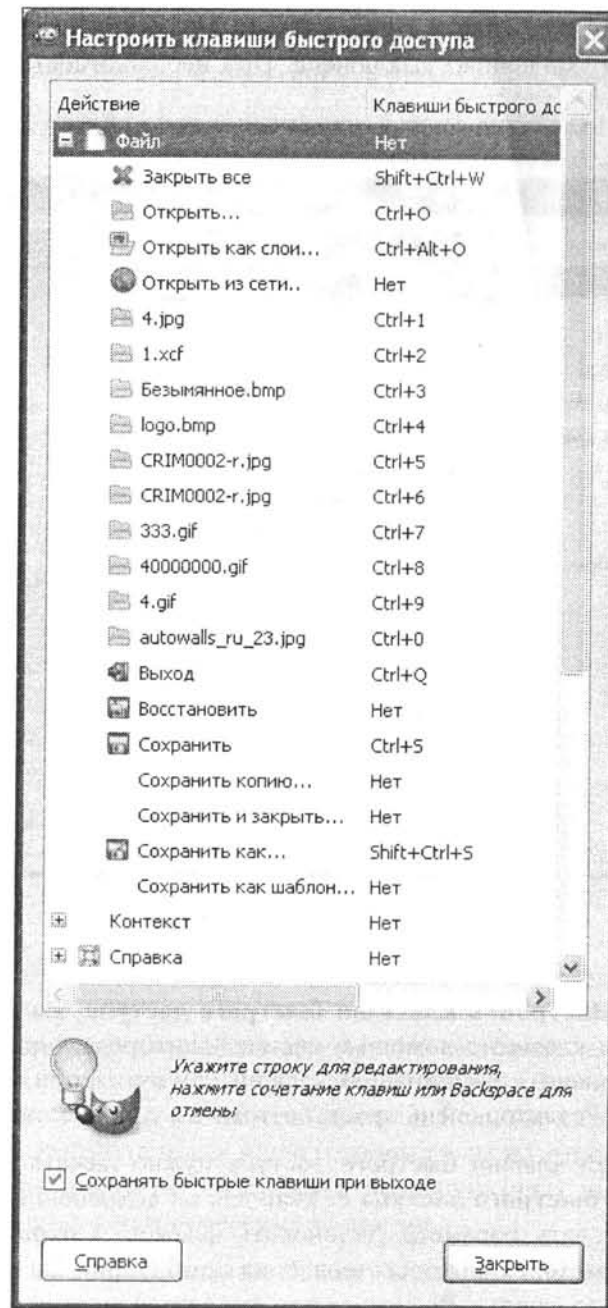 Настроить клавиши быстрого доступа
Действие Клавиши быстрого дс
Файл Нет
Закрыть все Shift+Ctrl+W
Открыть... Ctrl+O
Открыть как слои... Ctrl+Alt+O
Открыть из сети.. Нет
4.jpg Ctrl+1
1.xcf Ctrl+2
Безымянное.bmp Ctrl+3
logo.bmp Ctrl+4
CRIM0002-r.jpg Ctrl+5
CRIM0002-r.jpg Ctrl+6
333.gif Ctrl+7
40000000.gif Ctrl+8
4.gif Ctrl+9
autowalls_ru_23.jpg Ctrl+0
Выход Ctrl+Q
Восстановить Нет
Сохранить Ctrl+S
Сохранить копию... Нет
Сохранить и закрыть... Нет
Сохранить как... Shift+Ctrl+S
Сохранить как шаблон... Нет
Контекст Нет
Справка Нет
Укажите строку для редактирования,
нажмите сочетание клавиш или Backspace для
отмены
Сохранять быстрые клавиши при выходе
Справка Закрыть